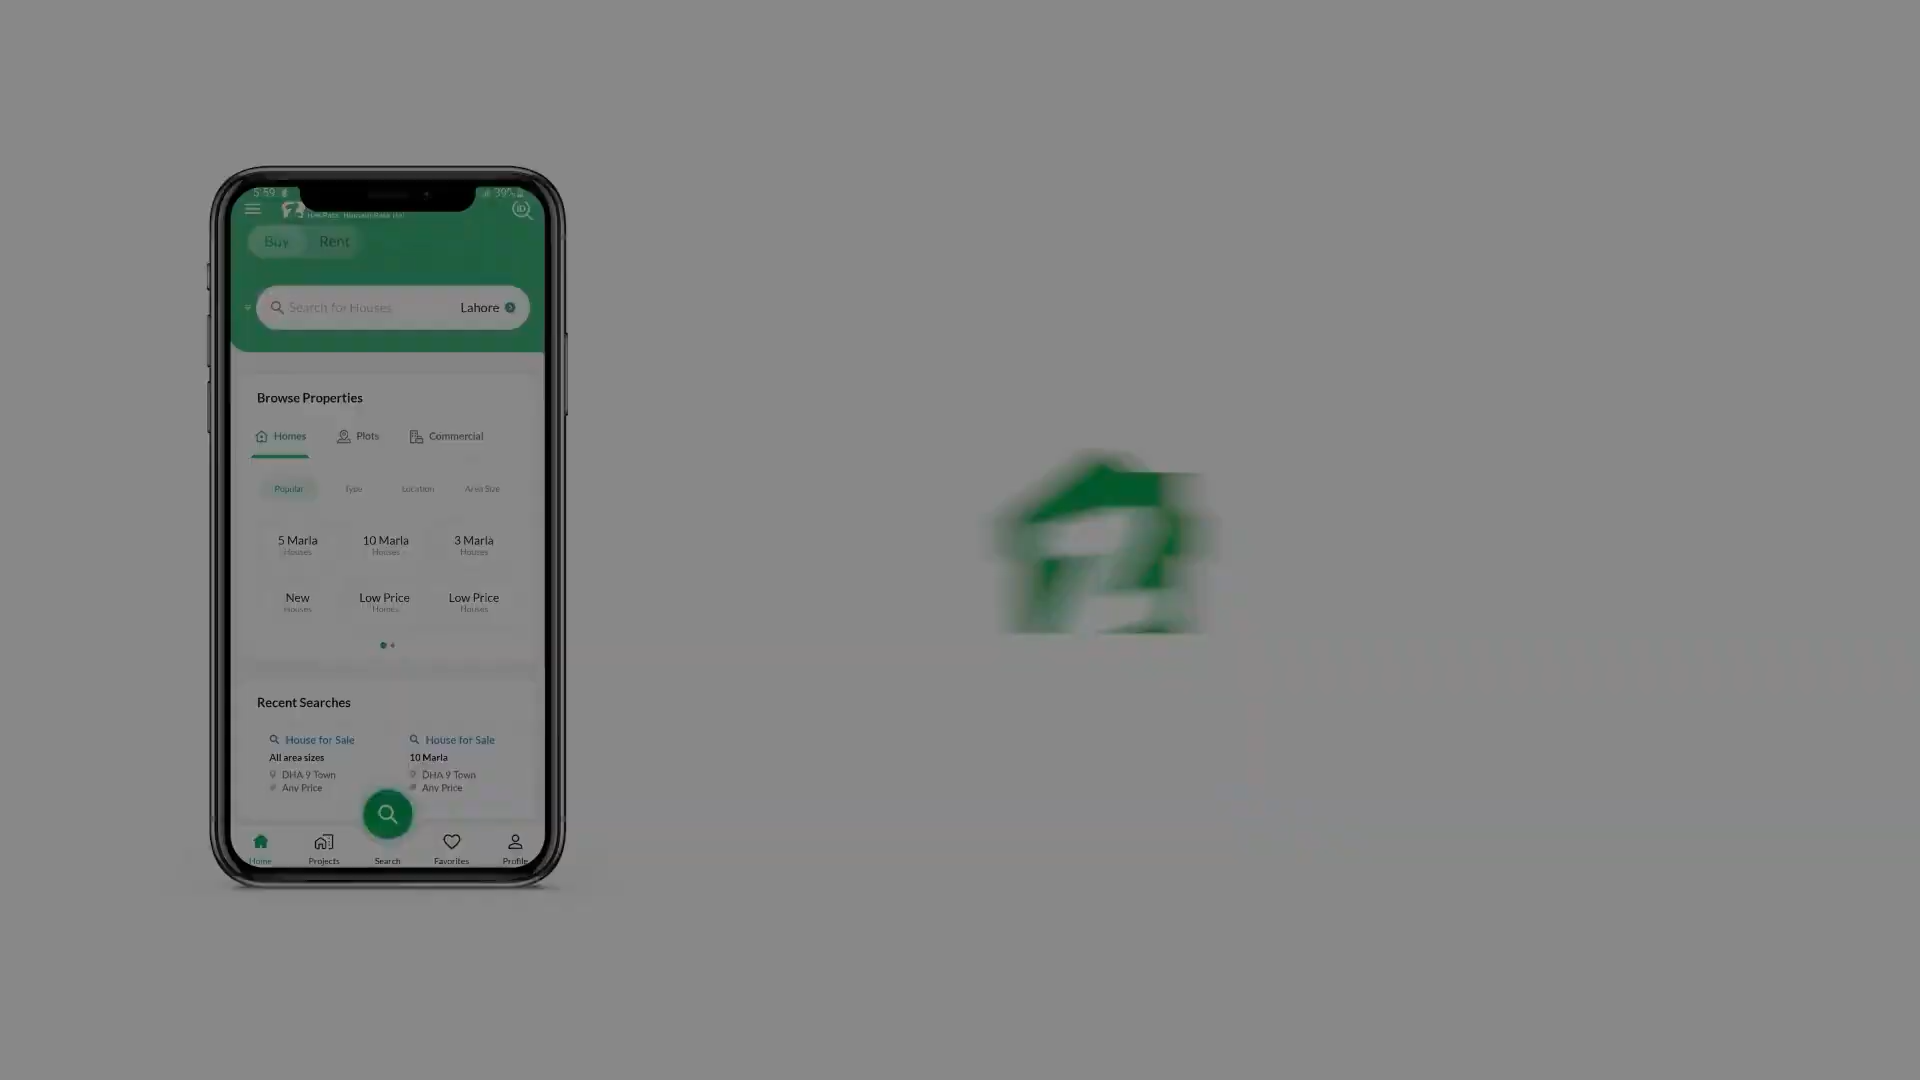 5:59
39%
Buy Rent
Search for Houses Lahore
Browse Properties
Homes Plots Commercial
Popular Type Location Area Size
5 Marla 10 Marla 3 Marla
Houses Houses Houses
New Low Price Low Price
Houses Homes Houses
Recent Searches
House for Sale House for Sale
All area sizes 10 Marla
DHA 9 Town DHA 9 Town
Any Price Any Price
Home Projects Search Favorites Profile